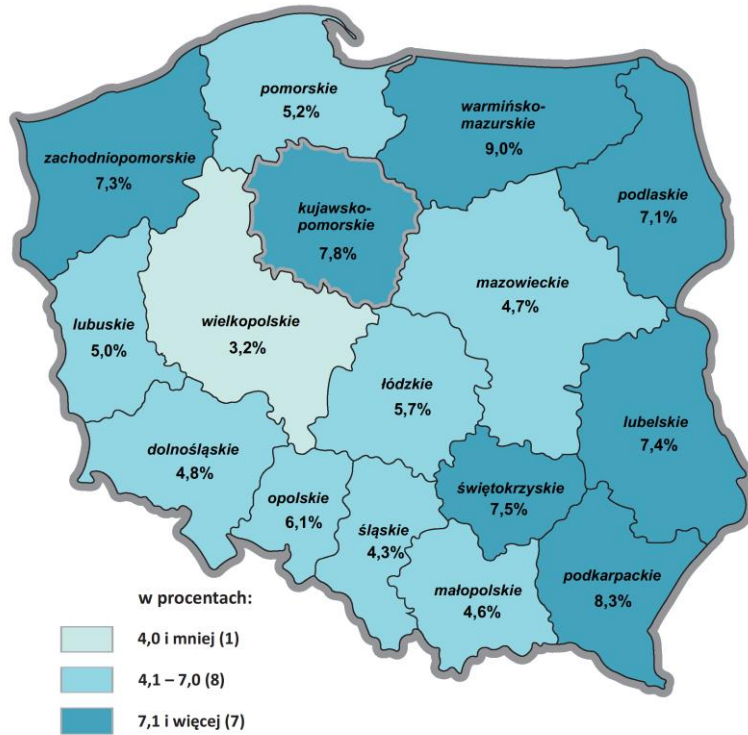 pomorskie
5,2%
warmińsko-
mazurskie
9,0%
zachodniopomorskie
7,3%
podlaskie
7,1%
kujawsko-
pomorskie
7,8%
mazowieckie
4,7%
lubuskie
5,0%
wielkopolskie
3,2%
łódzkie
5,7%
lubelskie
7,4%
dolnośląskie
4,8%
opolskie
6,1%
świętokrzyskie
7,5%
śląskie
4,3%
małopolskie
4,6%
podkarpackie
8,3%
w procentach:
4,0 i mniej (1)
4,1 – 7,0 (8)
7,1 i więcej (7)